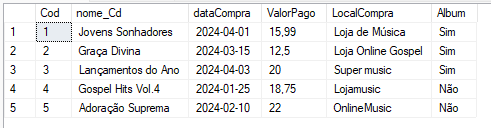 Cod nome_Cd dataCompra ValorPago LocalCompra Album
1 1 Jovens Sonhadores 2024-04-01 15,99 Loja de Música Sim
2 2 Graça Divina 2024-03-15 12,5 Loja Online Gospel Sim
3 3 Lançamentos do Ano 2024-04-03 20 Super music Sim
4 4 Gospel Hits Vol.4 2024-01-25 18,75 Lojamusic Não
5 5 Adoração Suprema 2024-02-10 22 OnlineMusic Não